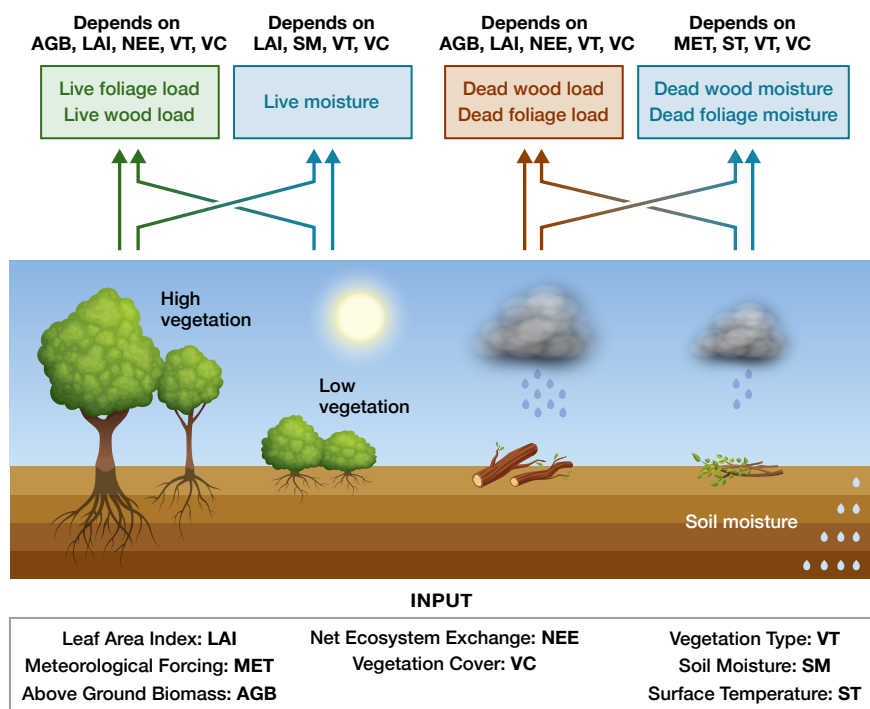 Depends on
AGB, LAI, NEE, VT, VC
Depends on
LAI, SM, VT, VC
Depends on
AGB, LAI, NEE, VT, VC
Depends on
MET, ST, VT, VC
Live foliage load
Live wood load
Live moisture
Dead wood load
Dead foliage load
Dead wood moisture
Dead foliage moisture
High
vegetation
Low
vegetation
Soil moisture
INPUT
Leaf Area Index: LAI
Meteorological Forcing: MET
Above Ground Biomass: AGB
Net Ecosystem Exchange: NEE
Vegetation Cover: VC
Vegetation Type: VT
Soil Moisture: SM
Surface Temperature: ST